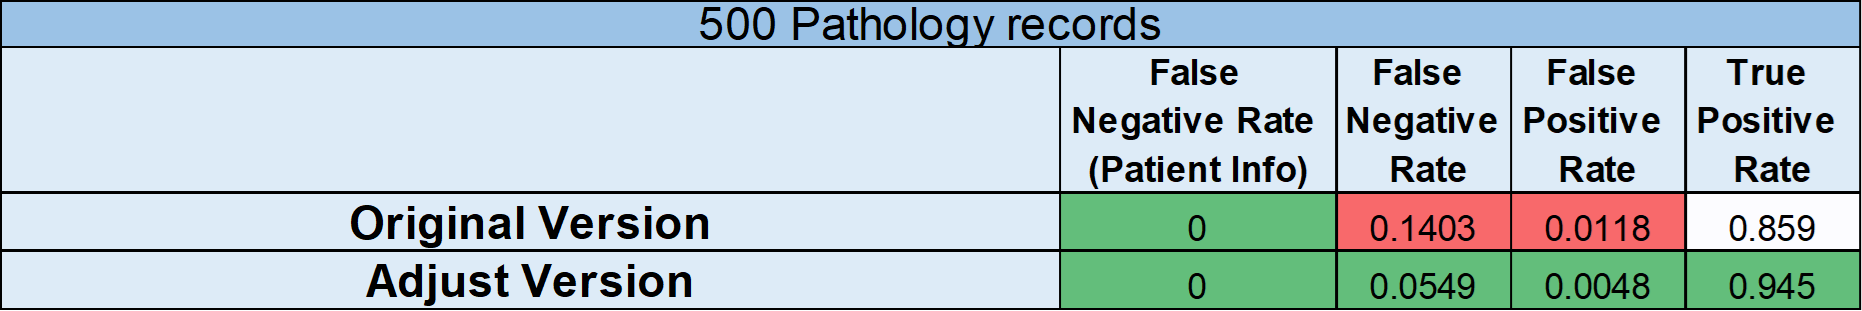 500 Pathology records
False Negative Rate (Patient Info) False Negative Rate False Positive Rate True Positive Rate
Original Version 0 0.1403 0.0118 0.859
Adjust Version 0 0.0549 0.0048 0.945